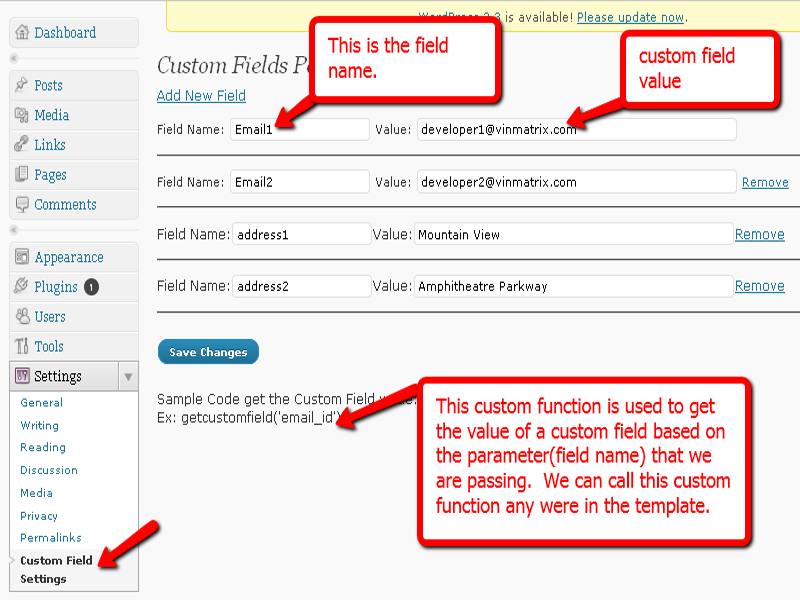 Dashboard
Posts
Media
Links
Pages
Comments
Appearance
Plugins 1
Users
Tools
Settings
General
Writing
Reading
Discussion
Media
Privacy
Permalinks
Custom Field
Settings
is available! Please update now.
Custom Fields
Add New Field
Field Name: Email1 Value: developer1@vinmatrix.com
Field Name: Email2 Value: developer2@vinmatrix.com Remove
Field Name: address1 Value: Mountain View Remove
Field Name: address2 Value: Amphitheatre Parkway Remove
Save Changes
Sample Code get the Custom Field
Ex: getcustomfield('email_id')
This is the field
name.
custom field
value
This custom function is used to get
the value of a custom field based on
the parameter(field name) that we
are passing. We can call this custom
function any were in the template.